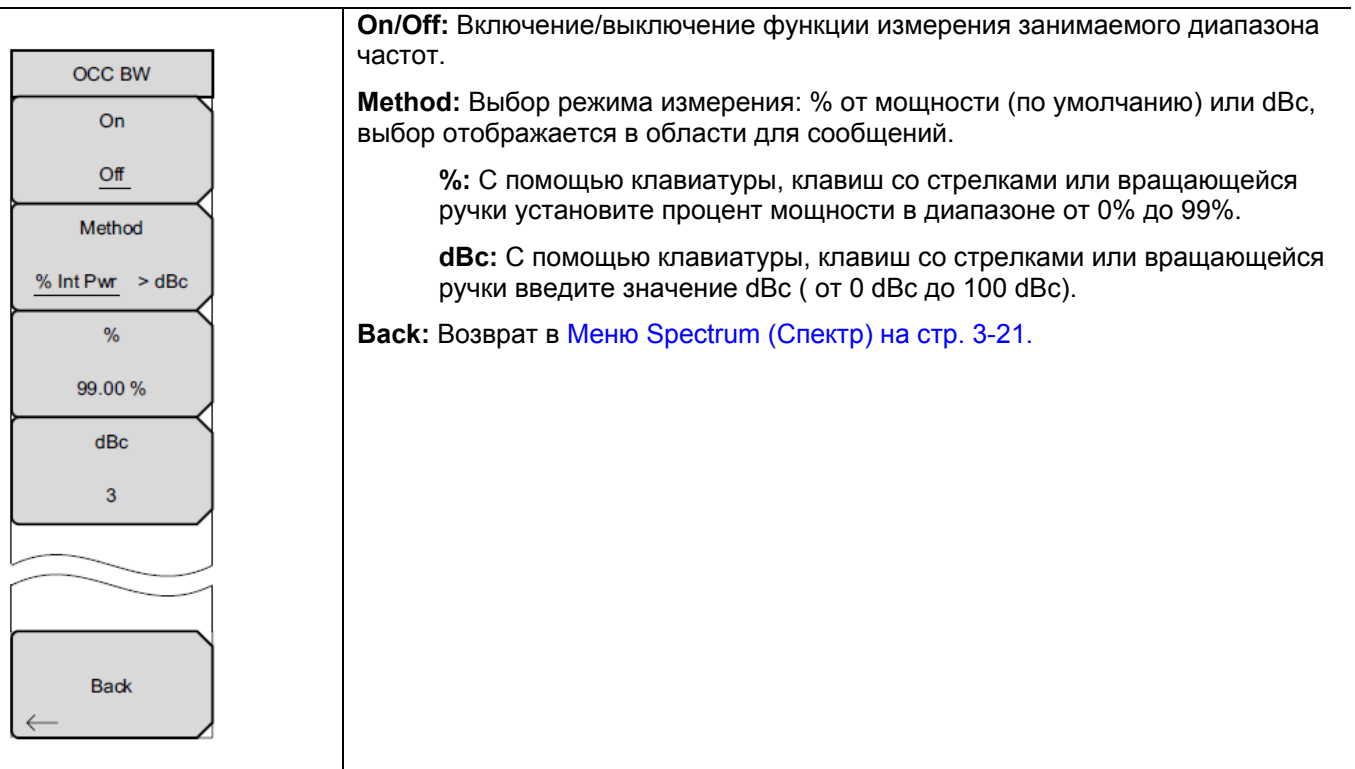 OCC BW
On
Off
Method
% Int Pwr > dBc
%
99.00 %
dBc
3
Back
On/Off: Включение/выключение функции измерения занимаемого диапазона
частот.
Method: Выбор режима измерения: % от мощности (по умолчанию) или dBc,
выбор отображается в области для сообщений.
%: С помощью клавиатуры, клавиш со стрелками или вращающейся
ручки установите процент мощности в диапазоне от 0% до 99%.
dBc: С помощью клавиатуры, клавиш со стрелками или вращающейся
ручки введите значение dBc ( от 0 dBc до 100 dBc).
Back: Возврат в Меню Spectrum (Спектр) на стр. 3-21.